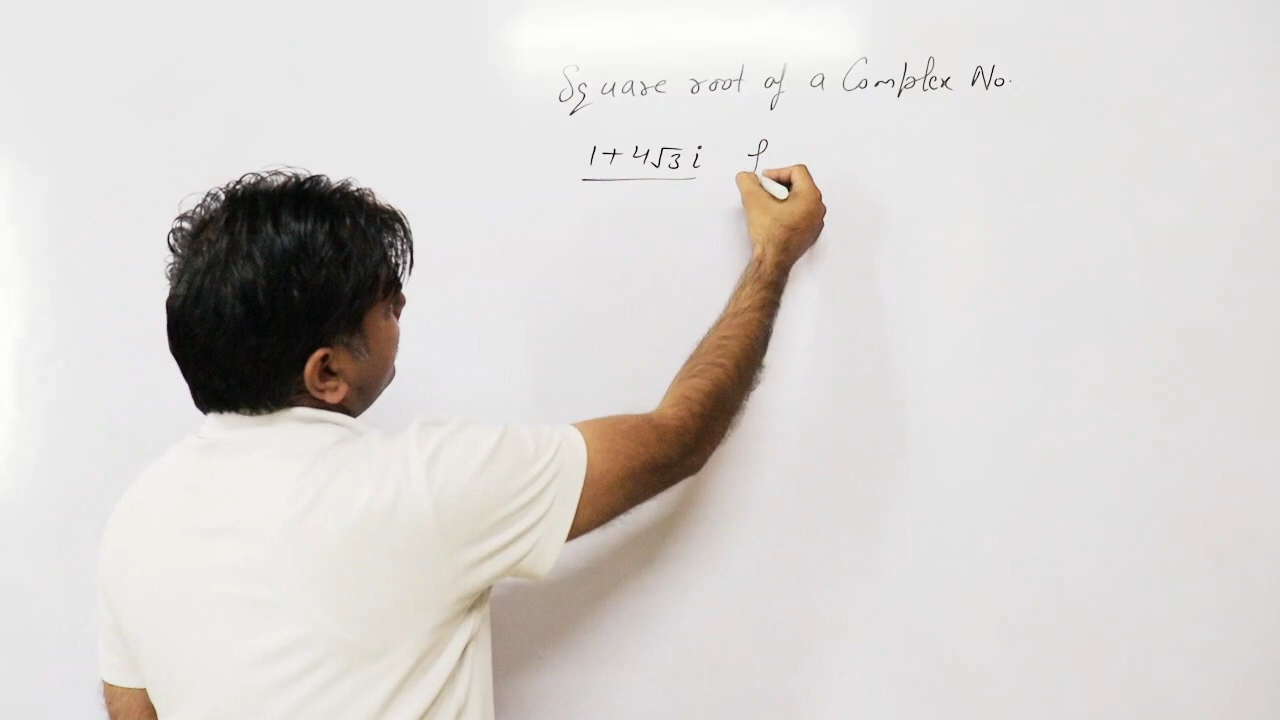 Square root of a Complex No.
1+4√3 i